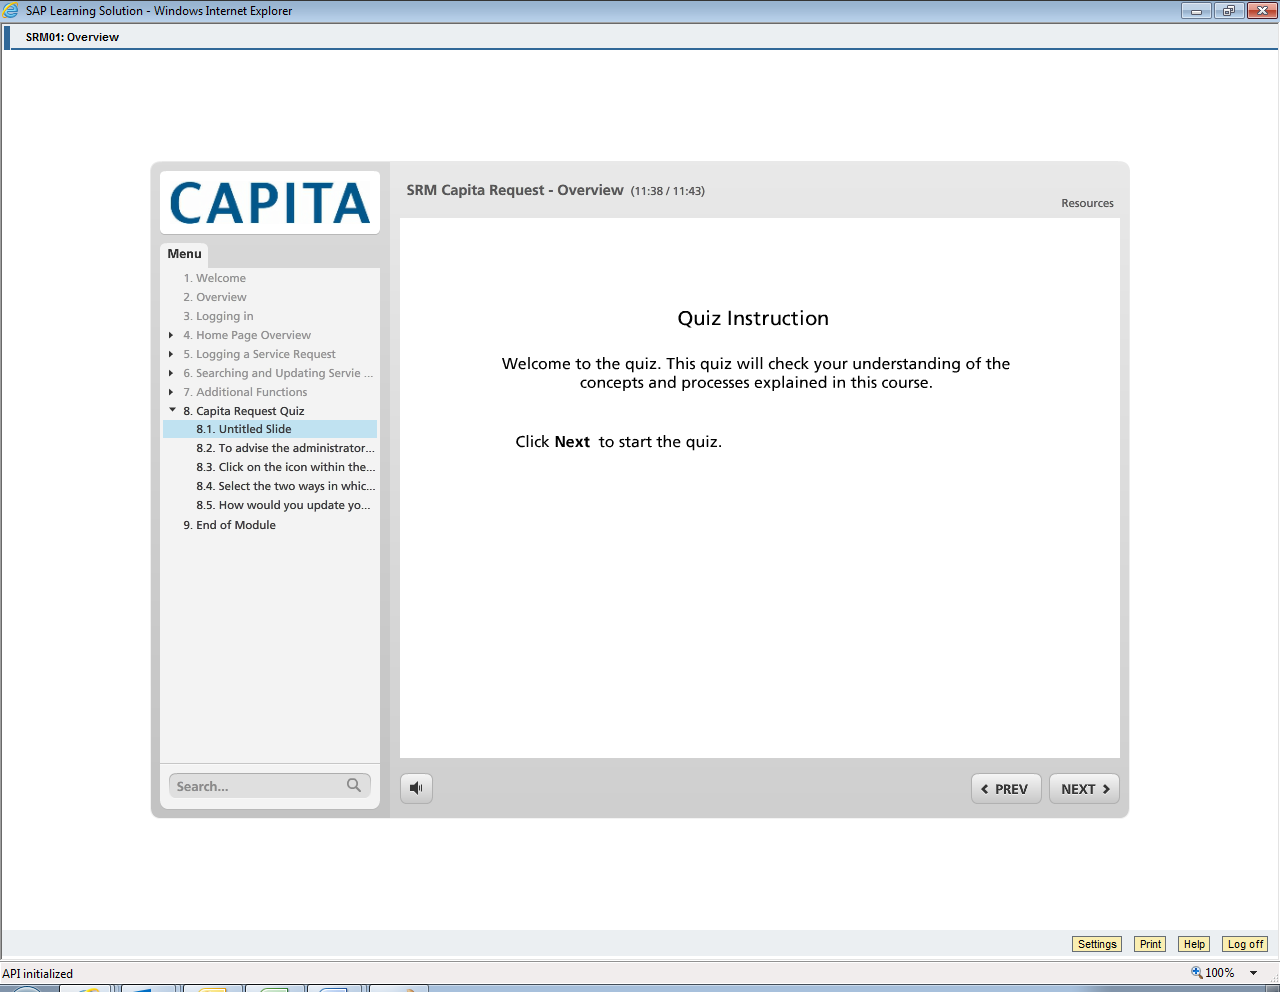 SAP Learning Solution - Windows Internet Explorer
SRM01: Overview
CAPITA
SRM Capita Request - Overview (11:38 / 11:43)
Resources
Menu
1. Welcome
2. Overview
3. Logging in
4. Home Page Overview
5. Logging a Service Request
6. Searching and Updating Servie ...
7. Additional Functions
8. Capita Request Quiz
8.1. Untitled Slide
8.2. To advise the administrator...
8.3. Click on the icon within the...
8.4. Select the two ways in whic...
8.5. How would you update yo...
9. End of Module
Quiz Instruction
Welcome to the quiz. This quiz will check your understanding of the
concepts and processes explained in this course.
Click Next to start the quiz.
Search...
PREV
NEXT
Settings
Print
Help
Log off
API initialized
100%